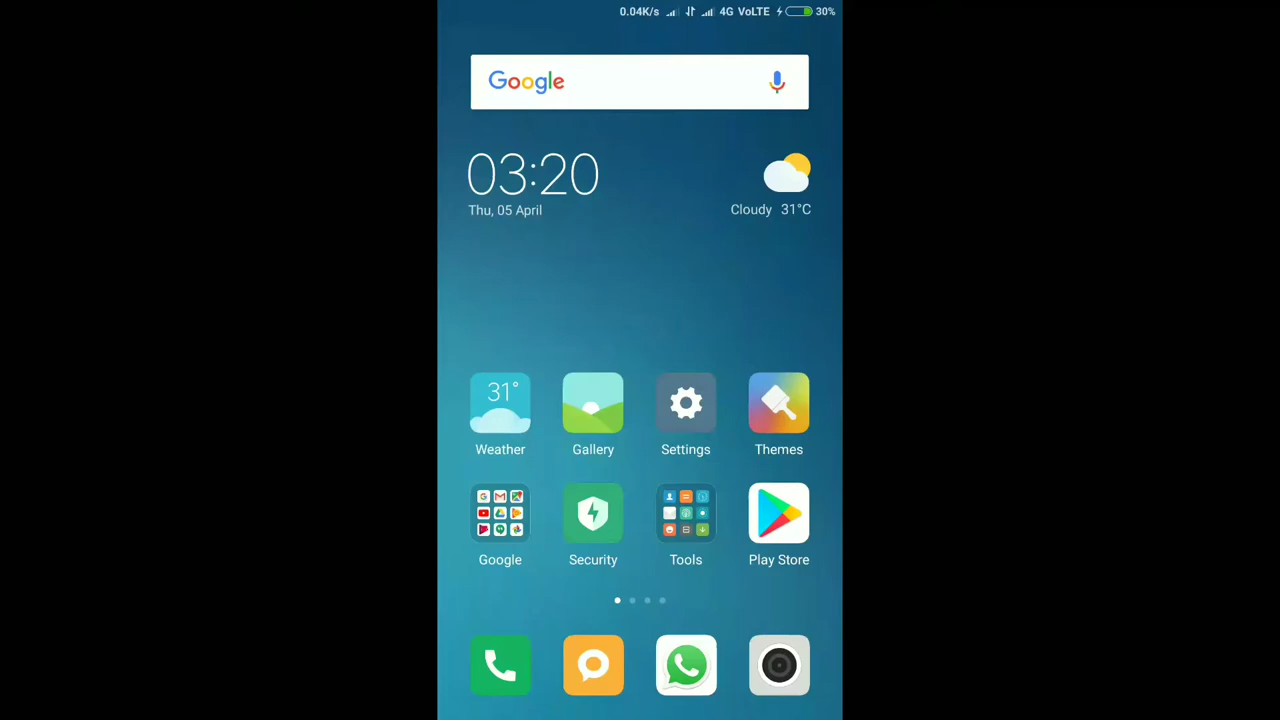 0.04K/s 4G VoLTE 30%
Google
03:20
Thu, 05 April
Cloudy 31°C
31°
Weather Gallery Settings Themes
Google Security Tools Play Store